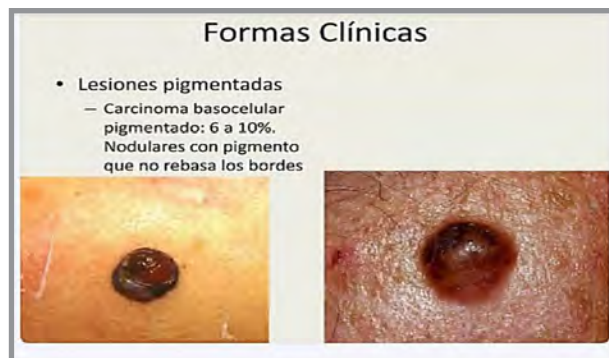 Formas Clínicas
• Lesiones pigmentadas
– Carcinoma basocelular
pigmentado: 6 a 10%.
Nodulares con pigmento
que no rebasa los bordes